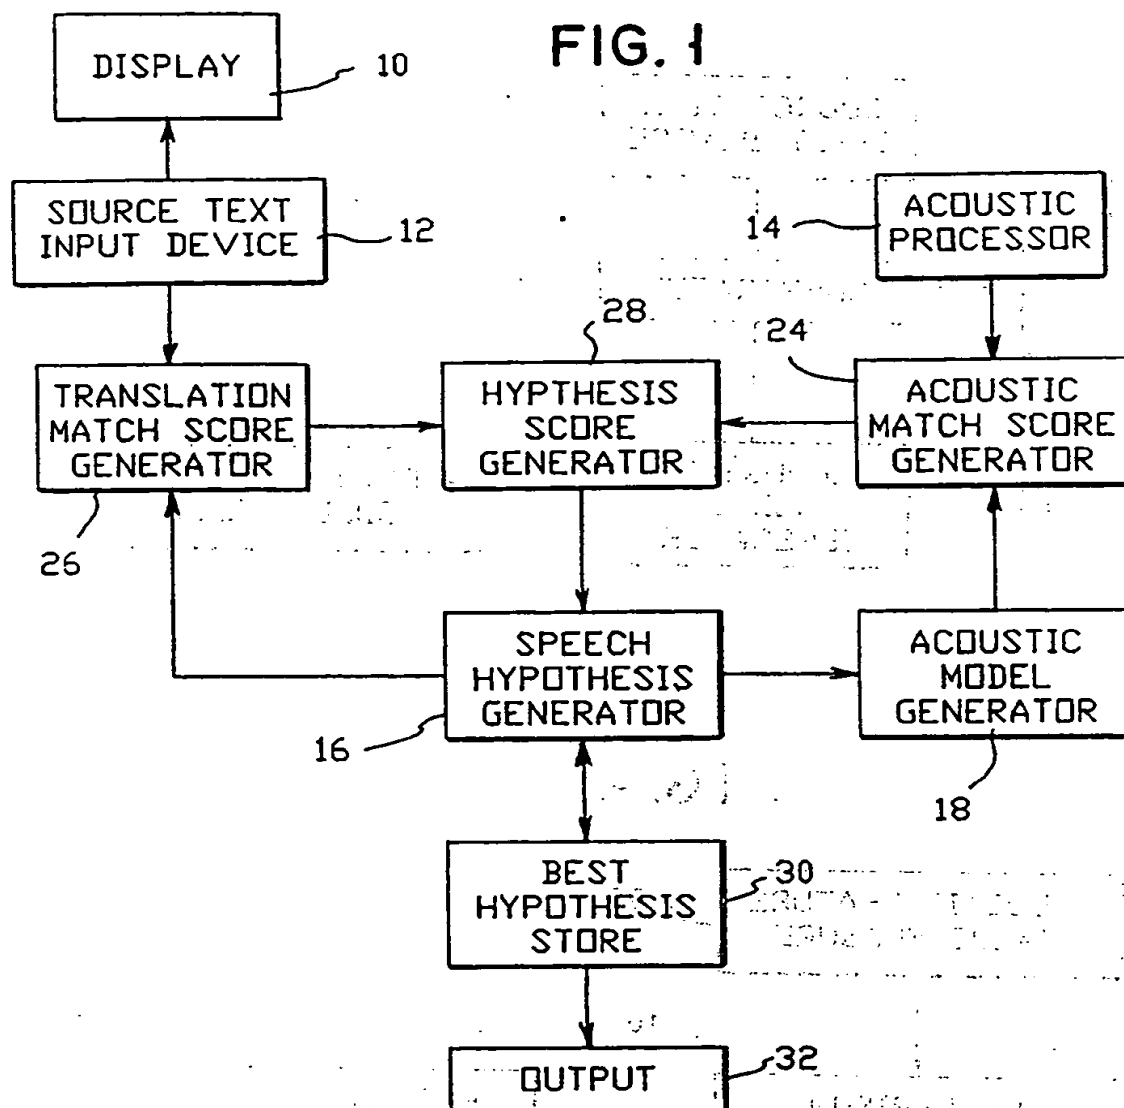 FIG. 1
DISPLAY
10
SOURCE TEXT
INPUT DEVICE
12
ACOUSTIC
PROCESSOR
14
28
24
TRANSLATION
MATCH SCORE
GENERATOR
26
HYPTHESIS
SCORE
GENERATOR
ACOUSTIC
MATCH SCORE
GENERATOR
SPEECH
HYPOTHESIS
GENERATOR
16
ACOUSTIC
MODEL
GENERATOR
18
BEST
HYPOTHESIS
STORE
30
OUTPUT
32